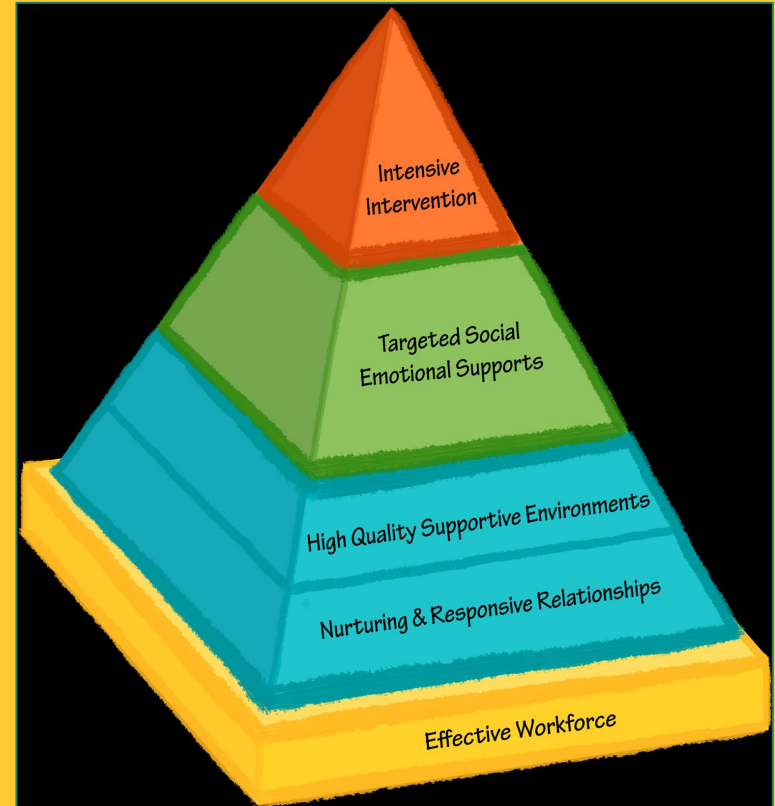 Intensive
Intervention
Targeted Social
Emotional Supports
High Quality Supportive Environments
Nurturing & Responsive Relationships
Effective Workforce